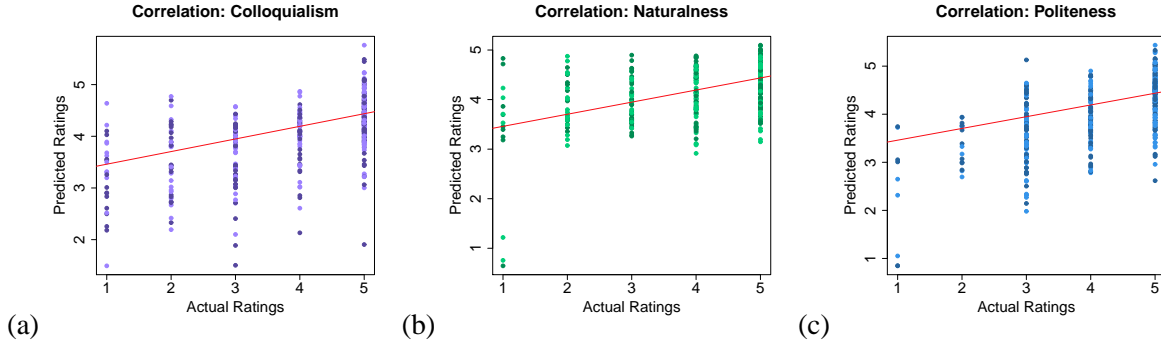 Correlation: Colloquialism
Predicted Ratings
5
4
3
2
1 2 3 4 5
Actual Ratings
(a)
Correlation: Naturalness
Predicted Ratings
5
4
3
2
1
1 2 3 4 5
Actual Ratings
(b)
Correlation: Politeness
Predicted Ratings
5
4
3
2
1
1 2 3 4 5
Actual Ratings
(c)